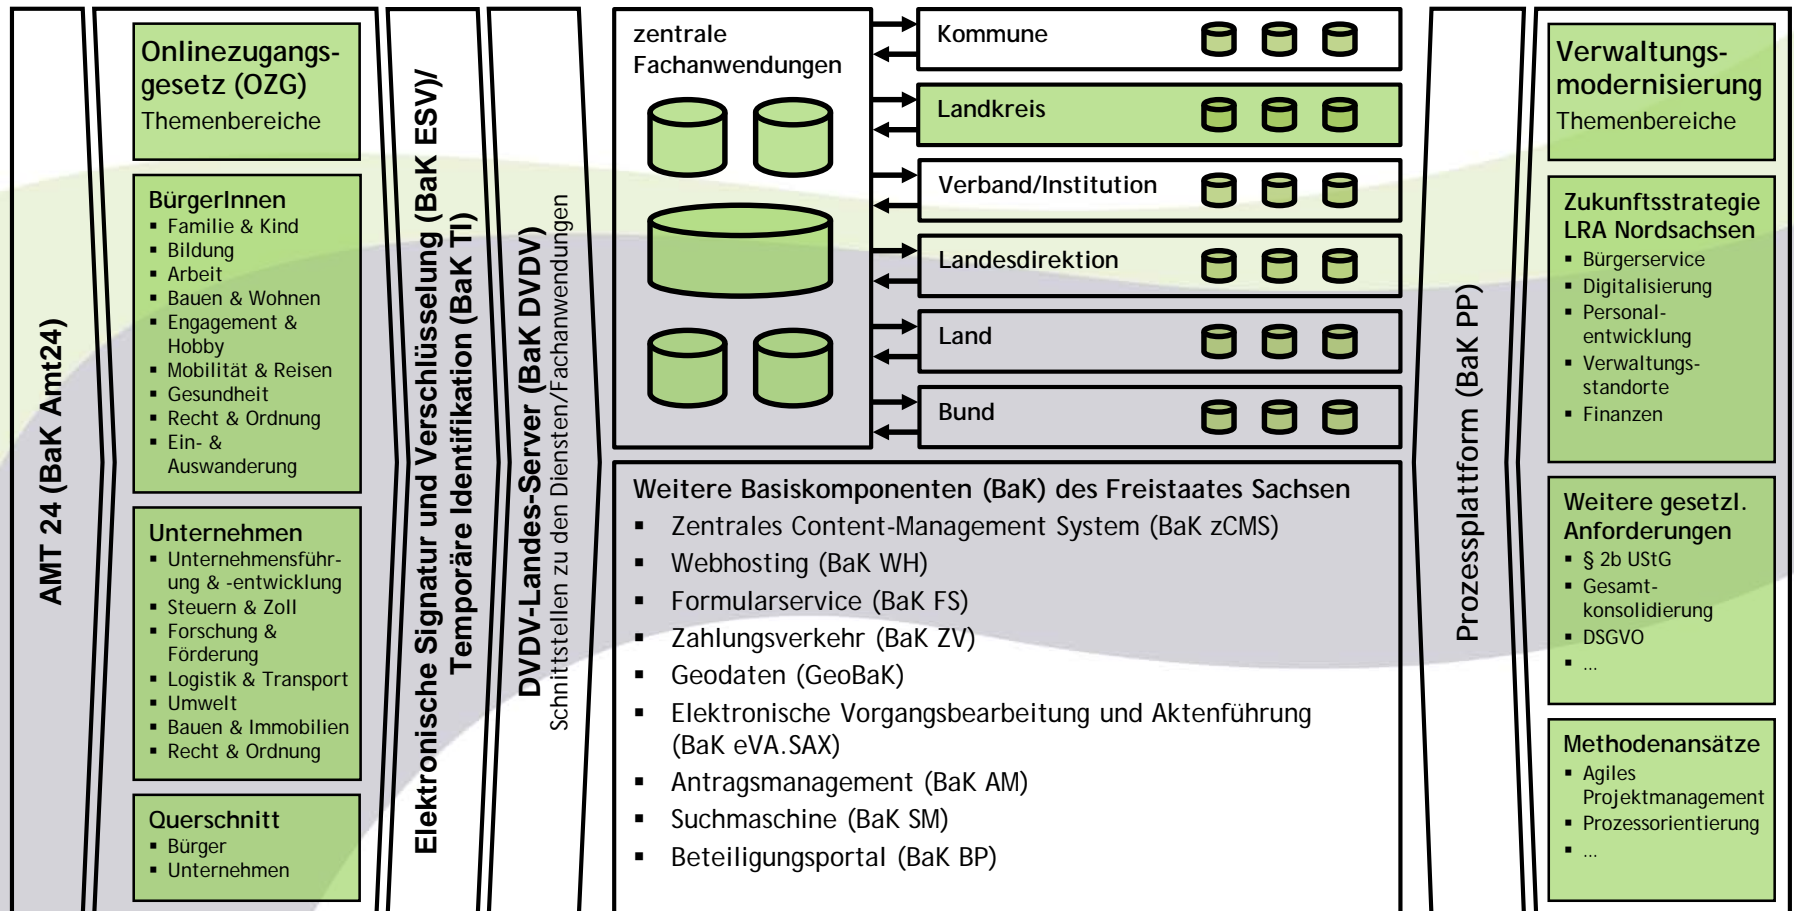 AMT 24 (BaK Amt24)
Onlinezugangs-
gesetz (OZG)
Themenbereiche
BürgerInnen
▪ Familie & Kind
▪ Bildung
▪ Arbeit
▪ Bauen & Wohnen
▪ Engagement &
Hobby
▪ Mobilität & Reisen
▪ Gesundheit
▪ Recht & Ordnung
▪ Ein- &
Auswanderung
Unternehmen
▪ Unternehmensführ-
ung & -entwicklung
▪ Steuern & Zoll
▪ Forschung &
Förderung
▪ Logistik & Transport
▪ Umwelt
▪ Bauen & Immobilien
▪ Recht & Ordnung
Querschnitt
▪ Bürger
▪ Unternehmen
Elektronische Signatur und Verschlüsselung (BaK ESV)/
Temporäre Identifikation (BaK TI)
DVDV-Landes-Server (BaK DVDV)
Schnittstellen zu den Diensten/Fachanwendungen
zentrale
Fachanwendungen
Kommune
Landkreis
Verband/Institution
Landesdirektion
Land
Bund
Weitere Basiskomponenten (BaK) des Freistaates Sachsen
▪ Zentrales Content-Management System (BaK zCMS)
▪ Webhosting (BaK WH)
▪ Formularservice (BaK FS)
▪ Zahlungsverkehr (BaK ZV)
▪ Geodaten (GeoBaK)
▪ Elektronische Vorgangsbearbeitung und Aktenführung
(BaK eVA.SAX)
▪ Antragsmanagement (BaK AM)
▪ Suchmaschine (BaK SM)
▪ Beteiligungsportal (BaK BP)
Prozessplattform (BaK PP)
Verwaltungs-
modernisierung
Themenbereiche
Zukunftsstrategie
LRA Nordsachsen
▪ Bürgerservice
▪ Digitalisierung
▪ Personal-
entwicklung
▪ Verwaltungs-
standorte
▪ Finanzen
Weitere gesetzl.
Anforderungen
▪ § 2b UStG
▪ Gesamt-
konsolidierung
▪ DSGVO
▪ ...
Methodenansätze
▪ Agiles
Projektmanagement
▪ Prozessorientierung
▪ ...